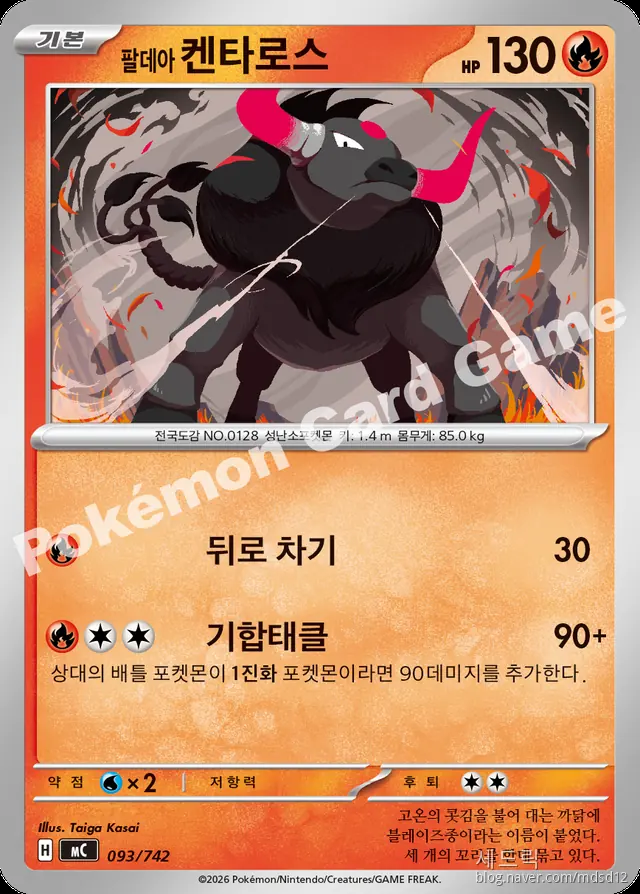 기본
팔데아 켄타로스
HP 130
전국도감 NO.0128 성난소포켓몬 키: 1.4 m 몸무게: 85.0 kg
Pokémon Card Game
뒤로 차기 30
기합태클 90+
상대의 배틀 포켓몬이 1진화 포켓몬이라면 90데미지를 추가한다.
약점 ×2 저항력 후퇴
Illus. Taiga Kasai
H MC 093/742
고온의 콧김을 불어 대는 까닭에
블레이즈종이라는 이름이 붙었다.
세 개의 꼬리를 묶고 있다.
세드릭
blog.naver.com/mdsd12
©2026 Pokémon/Nintendo/Creatures/GAME FREAK.